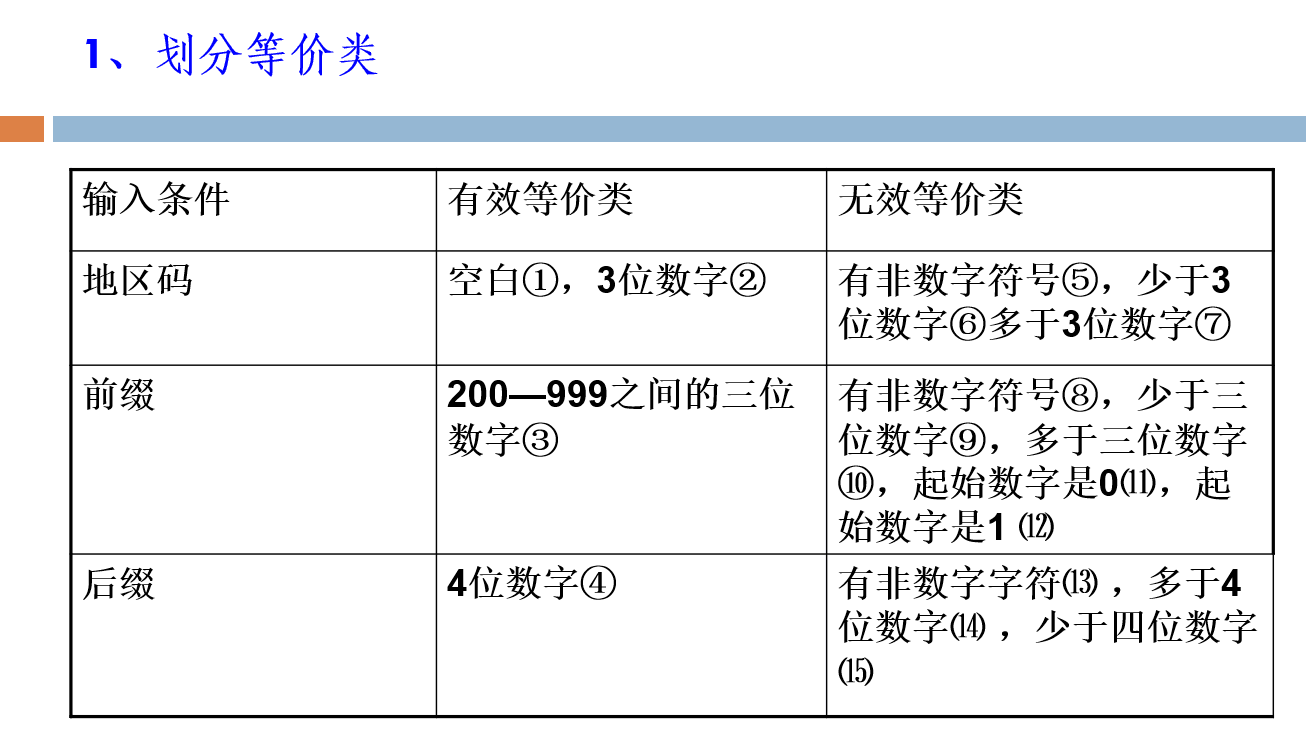 1、划分等价类
输入条件
有效等价类
无效等价类
地区码
空白①，3位数字②
有非数字符号⑤，少于3
位数字⑥多于3位数字⑦
前缀
200—999之间的三位
数字③
有非数字符号⑧，少于三
位数字⑨，多于三位数字
⑩，起始数字是0⑾，起
始数字是1 ⑿
后缀
4位数字④
有非数字字符⒀ ，多于4
位数字⒁ ，少于四位数字
⒂